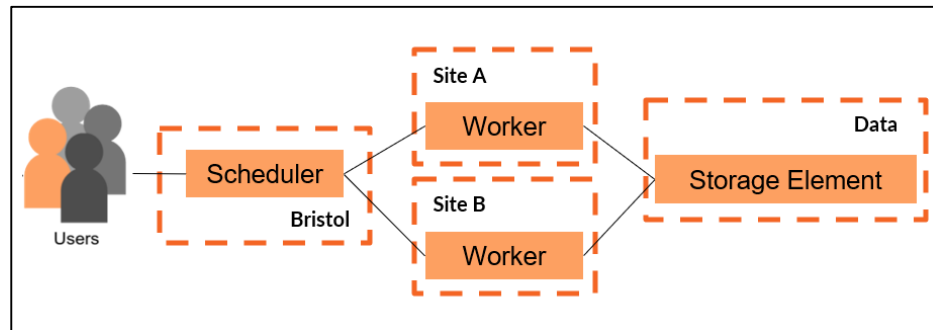 Users
Scheduler
Bristol
Site A
Worker
Site B
Worker
Data
Storage Element